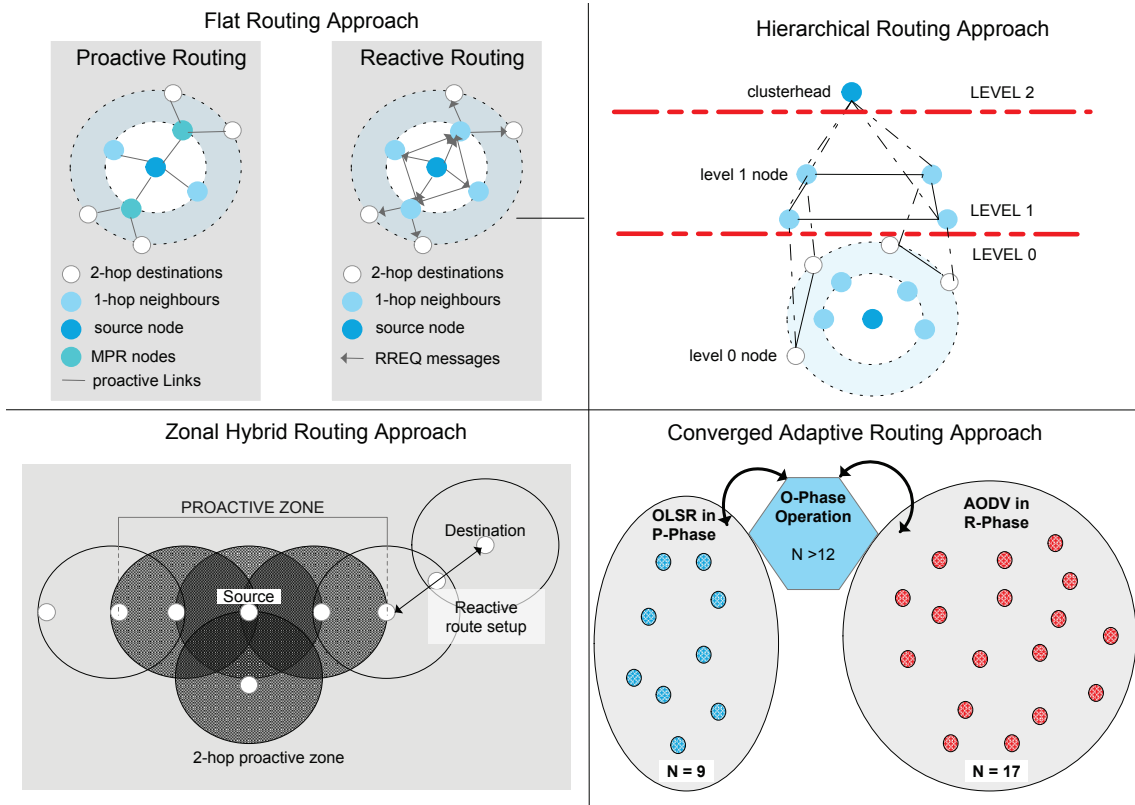 Flat Routing Approach
Proactive Routing
2-hop destinations
1-hop neighbours
source node
MPR nodes
proactive Links
Reactive Routing
2-hop destinations
1-hop neighbours
source node
RREQ messages
Hierarchical Routing Approach
clusterhead
LEVEL 2
level 1 node
LEVEL 1
LEVEL 0
level 0 node
Zonal Hybrid Routing Approach
PROACTIVE ZONE
Destination
Source
Reactive
route setup
2-hop proactive zone
Converged Adaptive Routing Approach
OLSR in
P-Phase
O-Phase
Operation
N >12
AODV in
R-Phase
N = 9
N = 17